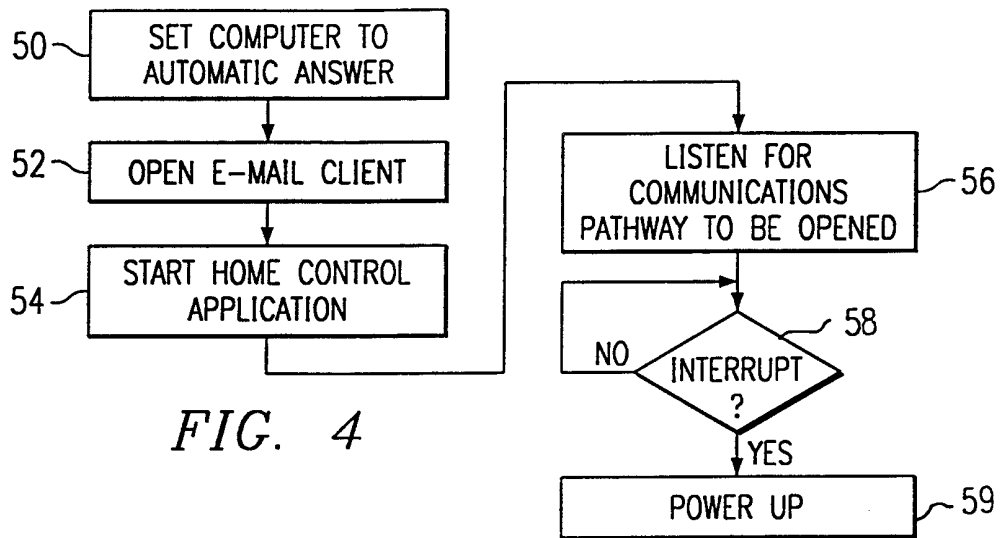 50
SET COMPUTER TO
AUTOMATIC ANSWER
52
OPEN E-MAIL CLIENT
54
START HOME CONTROL
APPLICATION
FIG. 4
LISTEN FOR
COMMUNICATIONS
PATHWAY TO BE OPENED
56
58
NO
INTERRUPT
?
YES
POWER UP
59